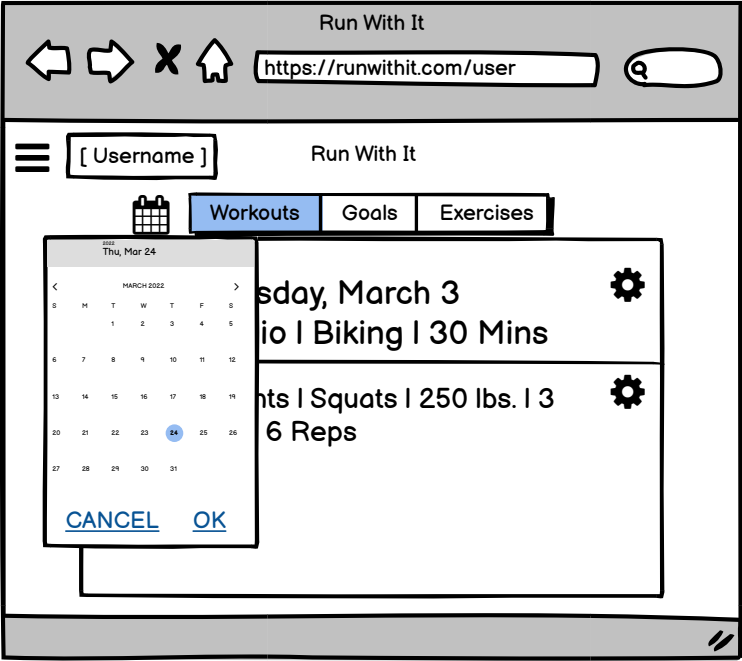 Run With It
https://runwithit.com/user
[ Username ]
Run With It
Workouts Goals Exercises
2022
Thu, Mar 24
MARCH 2022
S M T W T F S
1 2 3 4 5
6 7 8 9 10 11 12
13 14 15 16 17 18 19
20 21 22 23 24 25 26
27 28 29 30 31
CANCEL OK
sday, March 3
io | Biking | 30 Mins
nts | Squats | 250 lbs. | 3
6 Reps